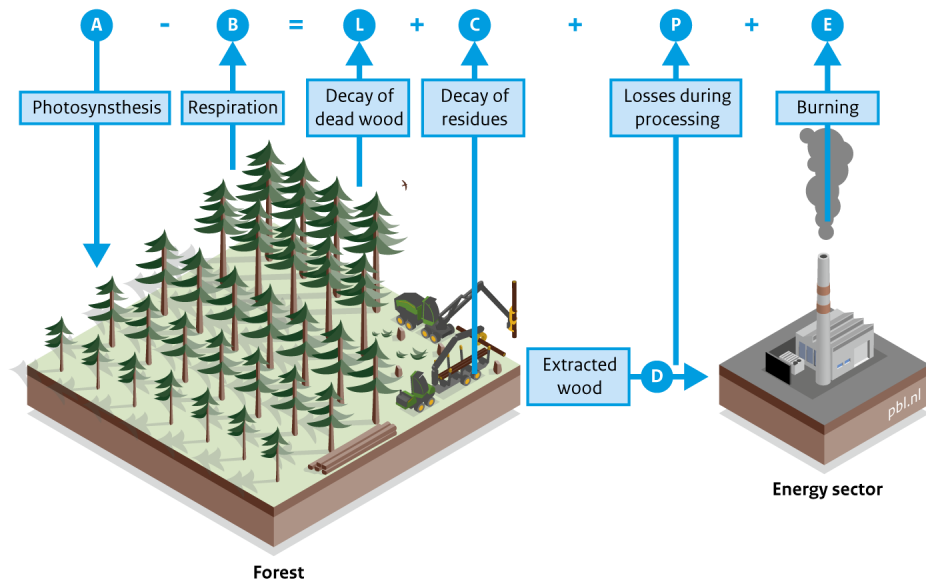 A - B = L + C + P + E
Photosynsthesis
Respiration
Decay of
dead wood
Decay of
residues
Losses during
processing
Burning
Extracted
wood
D
pbl.nl
Energy sector
Forest